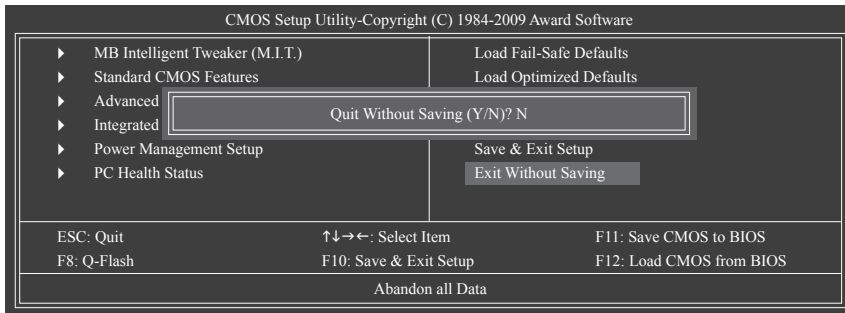 CMOS Setup Utility-Copyright (C) 1984-2009 Award Software
MB Intelligent Tweaker (M.I.T.)
Standard CMOS Features
Advanced
Integrated
Power Management Setup
PC Health Status
Load Fail-Safe Defaults
Load Optimized Defaults
Quit Without Saving (Y/N)? N
Save & Exit Setup
Exit Without Saving
ESC: Quit ↑↓→←: Select Item F11: Save CMOS to BIOS
F8: Q-Flash F10: Save & Exit Setup F12: Load CMOS from BIOS
Abandon all Data